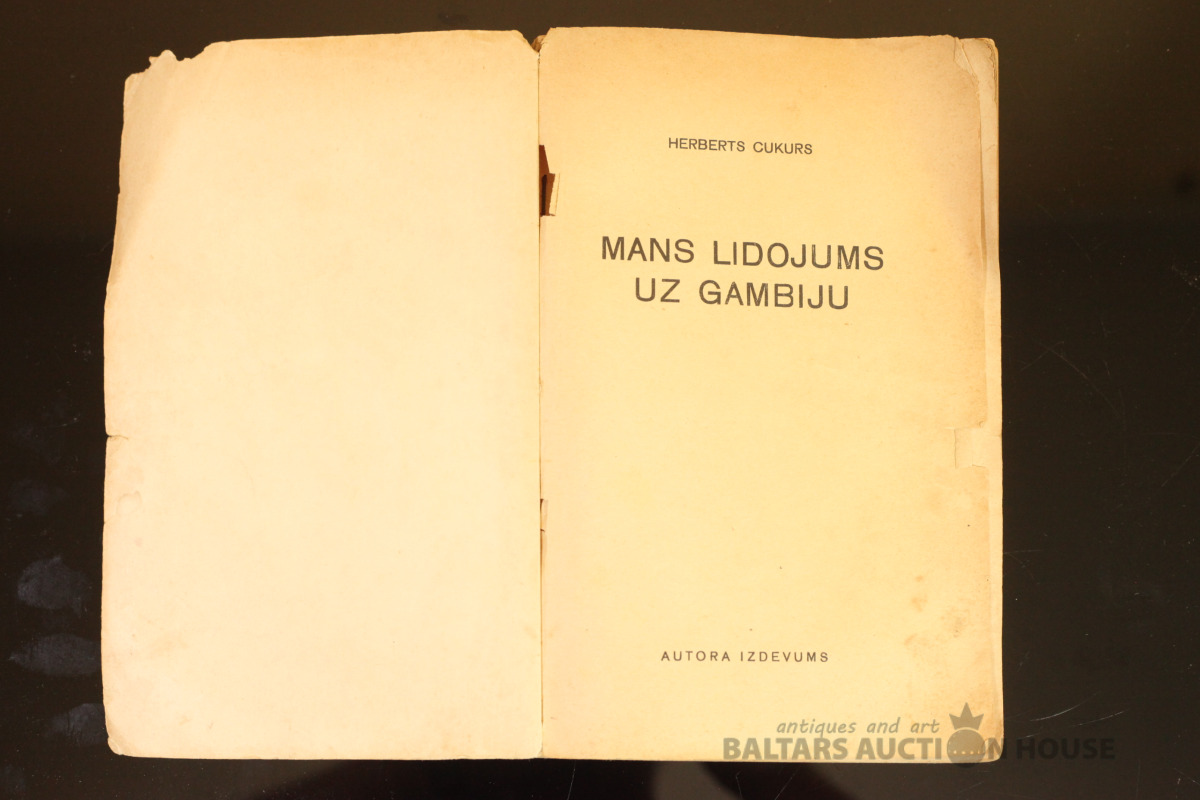 HERBERTS CUKURS
MANS LIDOJUMS
UZ GAMBIJU
AUTORA IZDEVUMS
antiques and art
BALTARS AUCTION HOUSE